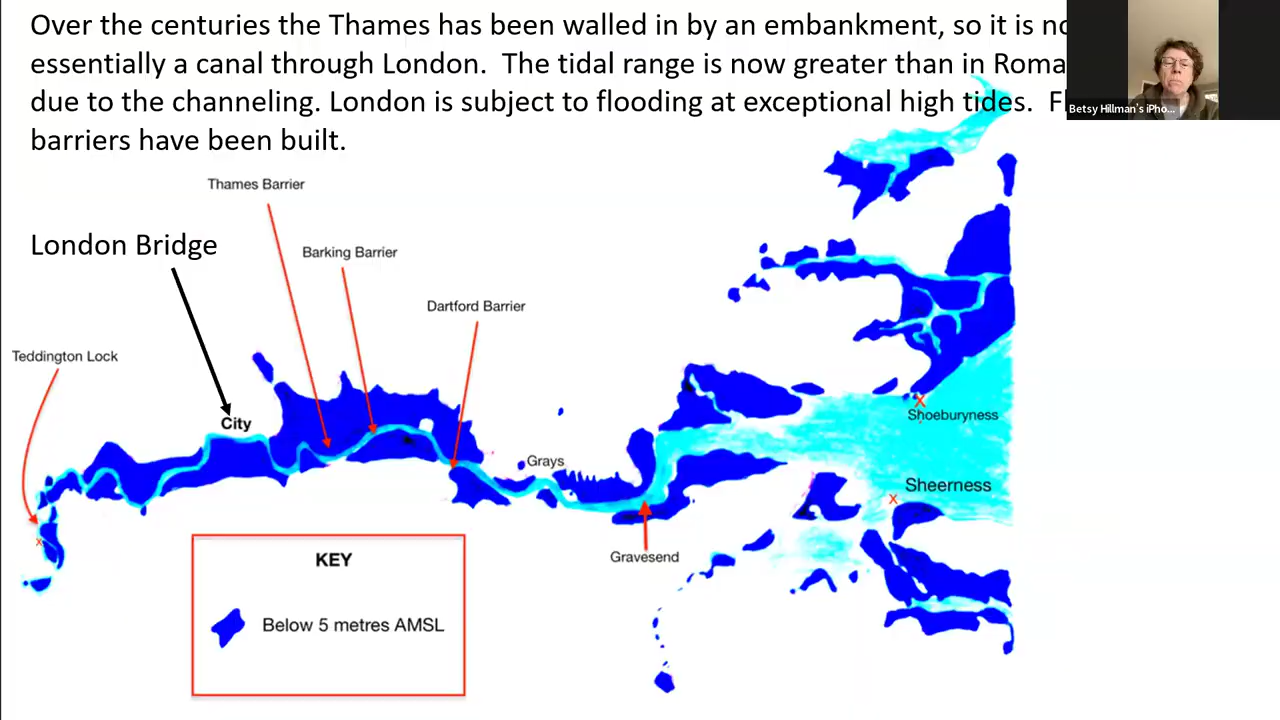 Over the centuries the Thames has been walled in by an embankment, so it is
essentially a canal through London. The tidal range is now greater than in
due to the channeling. London is subject to flooding at exceptional high tides.
barriers have been built.
Betsy Hillman's iPho...
Thames Barrier
London Bridge
Barking Barrier
Dartford Barrier
Teddington Lock
City
Shoeburyness
Grays
Sheerness
x
x
x
Gravesend
KEY
Below 5 metres AMSL